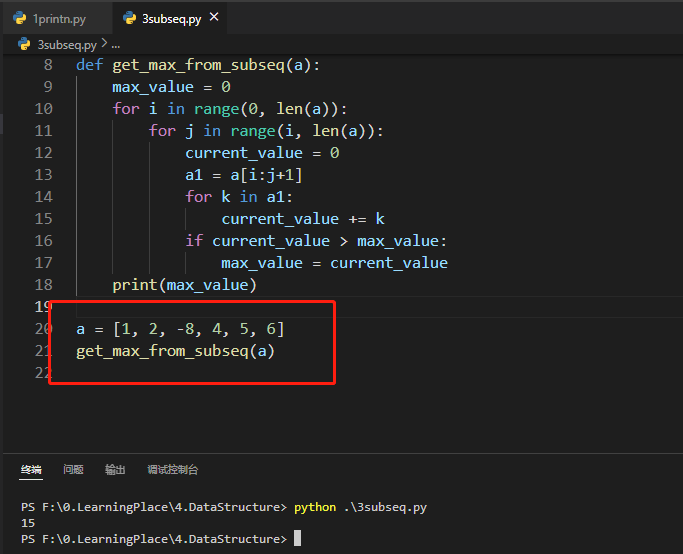 1printn.py 3subseq.py ×
3subseq.py > ...
8 def get_max_from_subseq(a):
9     max_value = 0
10     for i in range(0, len(a)):
11         for j in range(i, len(a)):
12             current_value = 0
13             a1 = a[i:j+1]
14             for k in a1:
15                 current_value += k
16             if current_value > max_value:
17                 max_value = current_value
18     print(max_value)
19
20 a = [1, 2, -8, 4, 5, 6]
21 get_max_from_subseq(a)
22
终端 问题 输出 调试控制台
PS F:\0.LearningPlace\4.DataStructure> python .\3subseq.py
15
PS F:\0.LearningPlace\4.DataStructure>